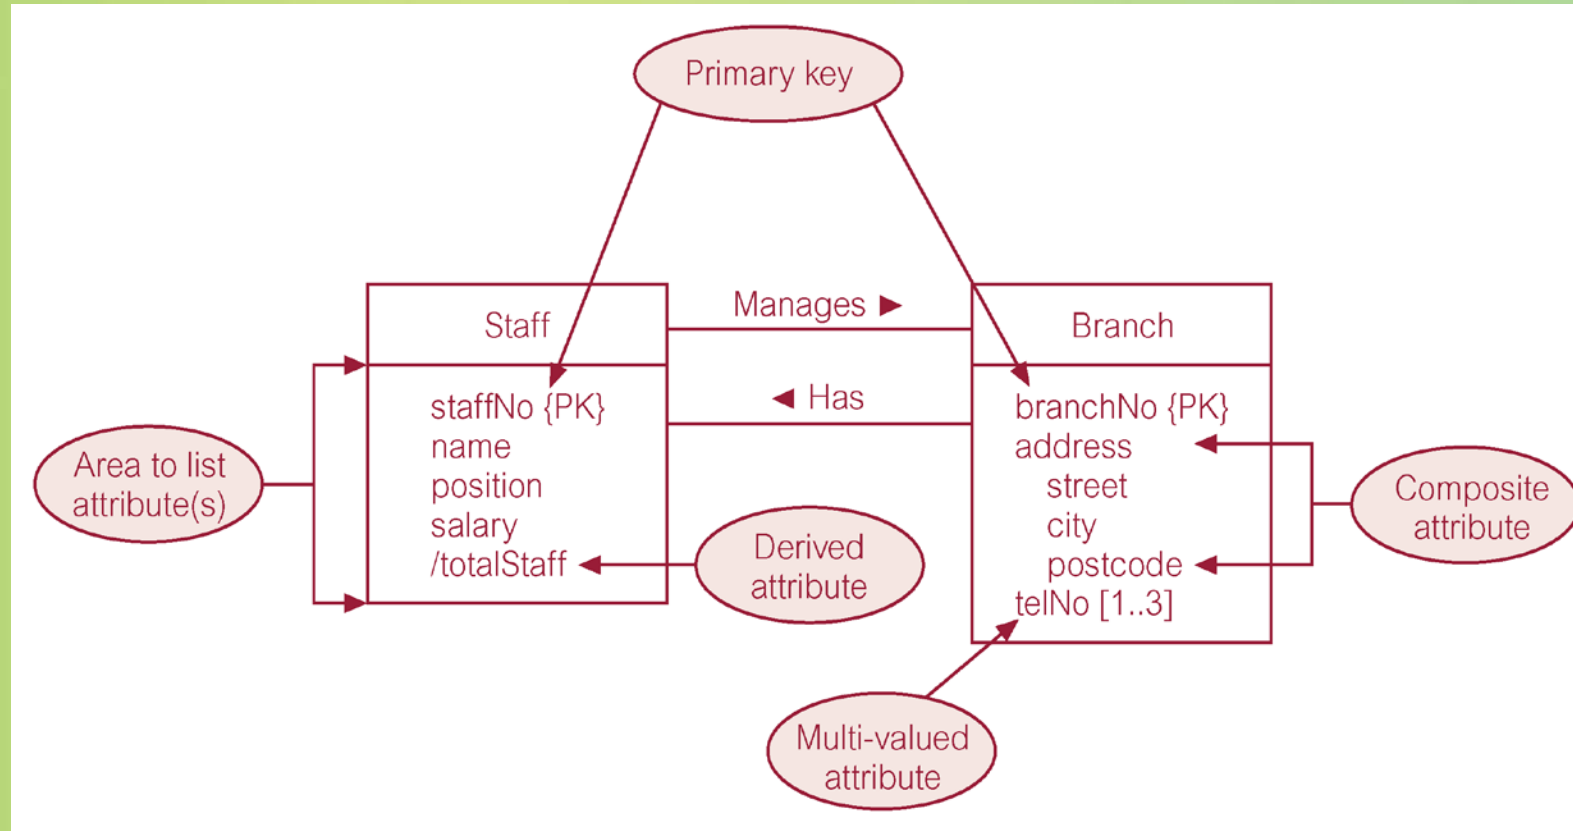 Primary key
Staff
Manages ►
Branch
◄ Has
Area to list
attribute(s)
staffNo {PK}
name
position
salary
/totalStaff
Derived
attribute
branchNo {PK}
address
street
city
postcode
telNo [1..3]
Composite
attribute
Multi-valued
attribute